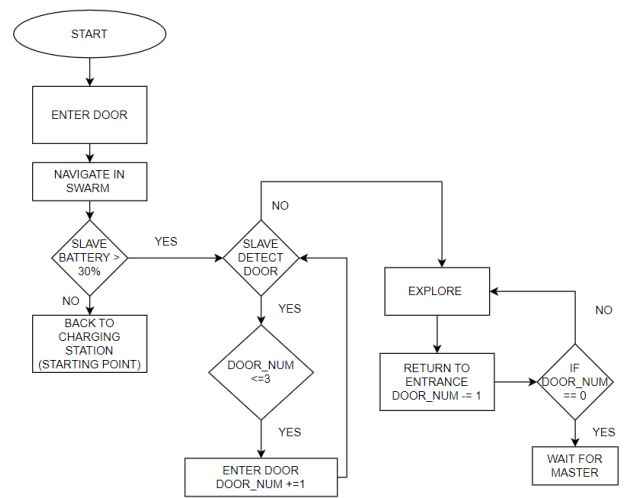 START
ENTER DOOR
NAVIGATE IN
SWARM
SLAVE
BATTERY >
30%
YES
NO
BACK TO
CHARGING
STATION
(STARTING POINT)
SLAVE
DETECT
DOOR
NO
YES
DOOR_NUM
<=3
YES
ENTER DOOR
DOOR_NUM +=1
EXPLORE
RETURN TO
ENTRANCE
DOOR_NUM -= 1
IF
DOOR_NUM
== 0
NO
YES
WAIT FOR
MASTER